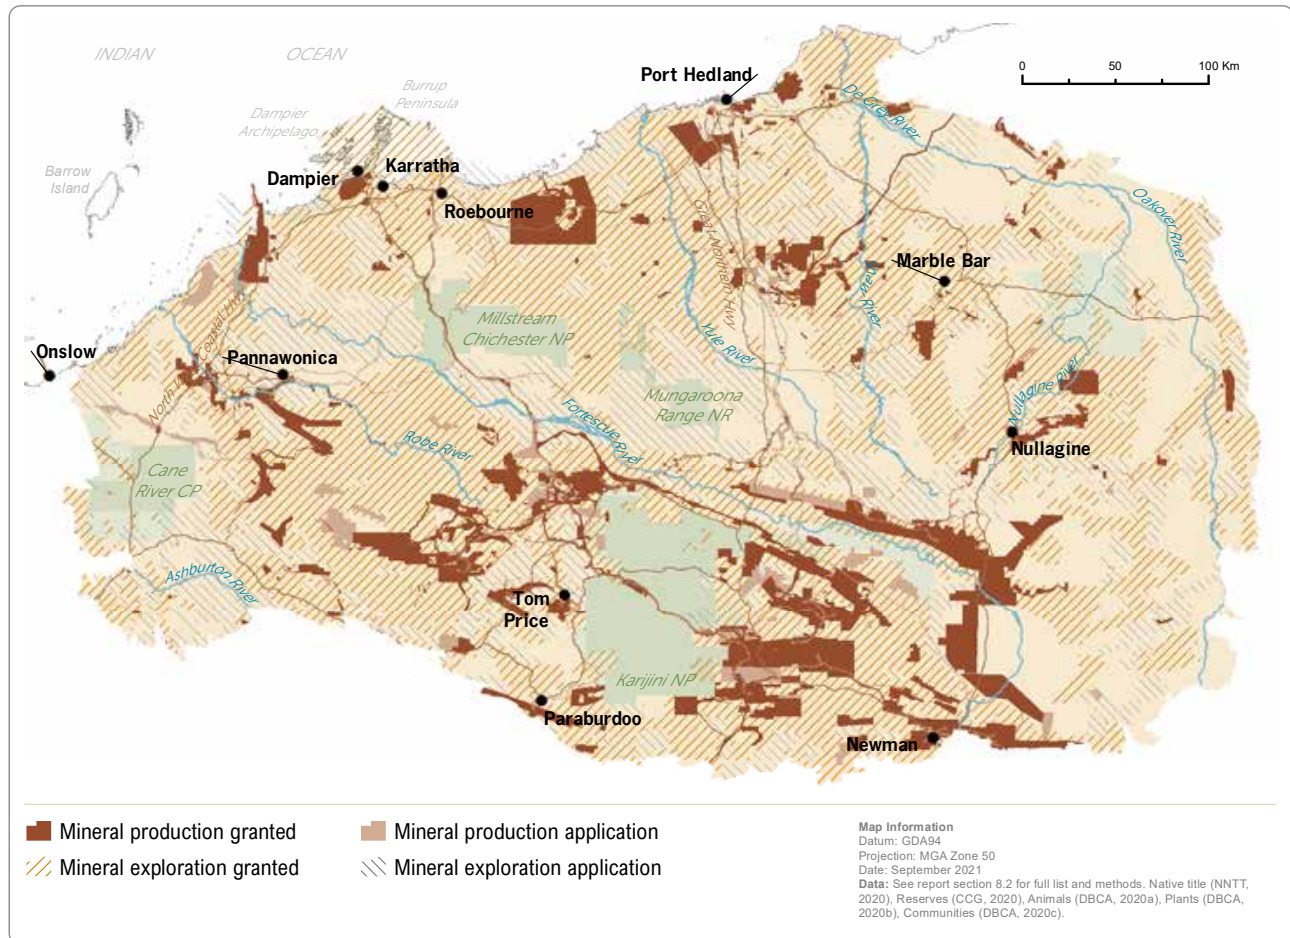 INDIAN
OCEAN
Burrup
Peninsula
Dampier
Archipelago
Barrow
Island
Port Hedland
0
50
100 Km
De Grey River
Dampier
Karratha
Roebourne
Oakover River
Great Northern Hwy
Marble Bar
Millstream
Chichester NP
Yule River
River
Onslow
Coastal Hwy
Pannawonica
Mungaroona
Range NR
Nullagine River
Fortescue River
Robe River
Nullagine
Cane
River CP
Ashburton River
Tom
Price
Karijini NP
Paraburdoo
Newman
Mineral production granted
Mineral production application
Mineral exploration granted
Mineral exploration application
Map Information
Datum: GDA94
Projection: MGA Zone 50
Date: September 2021
Data: See report section 8.2 for full list and methods. Native title (NNTT,
2020), Reserves (CCG, 2020), Animals (DBCA, 2020a), Plants (DBCA,
2020b), Communities (DBCA, 2020c).